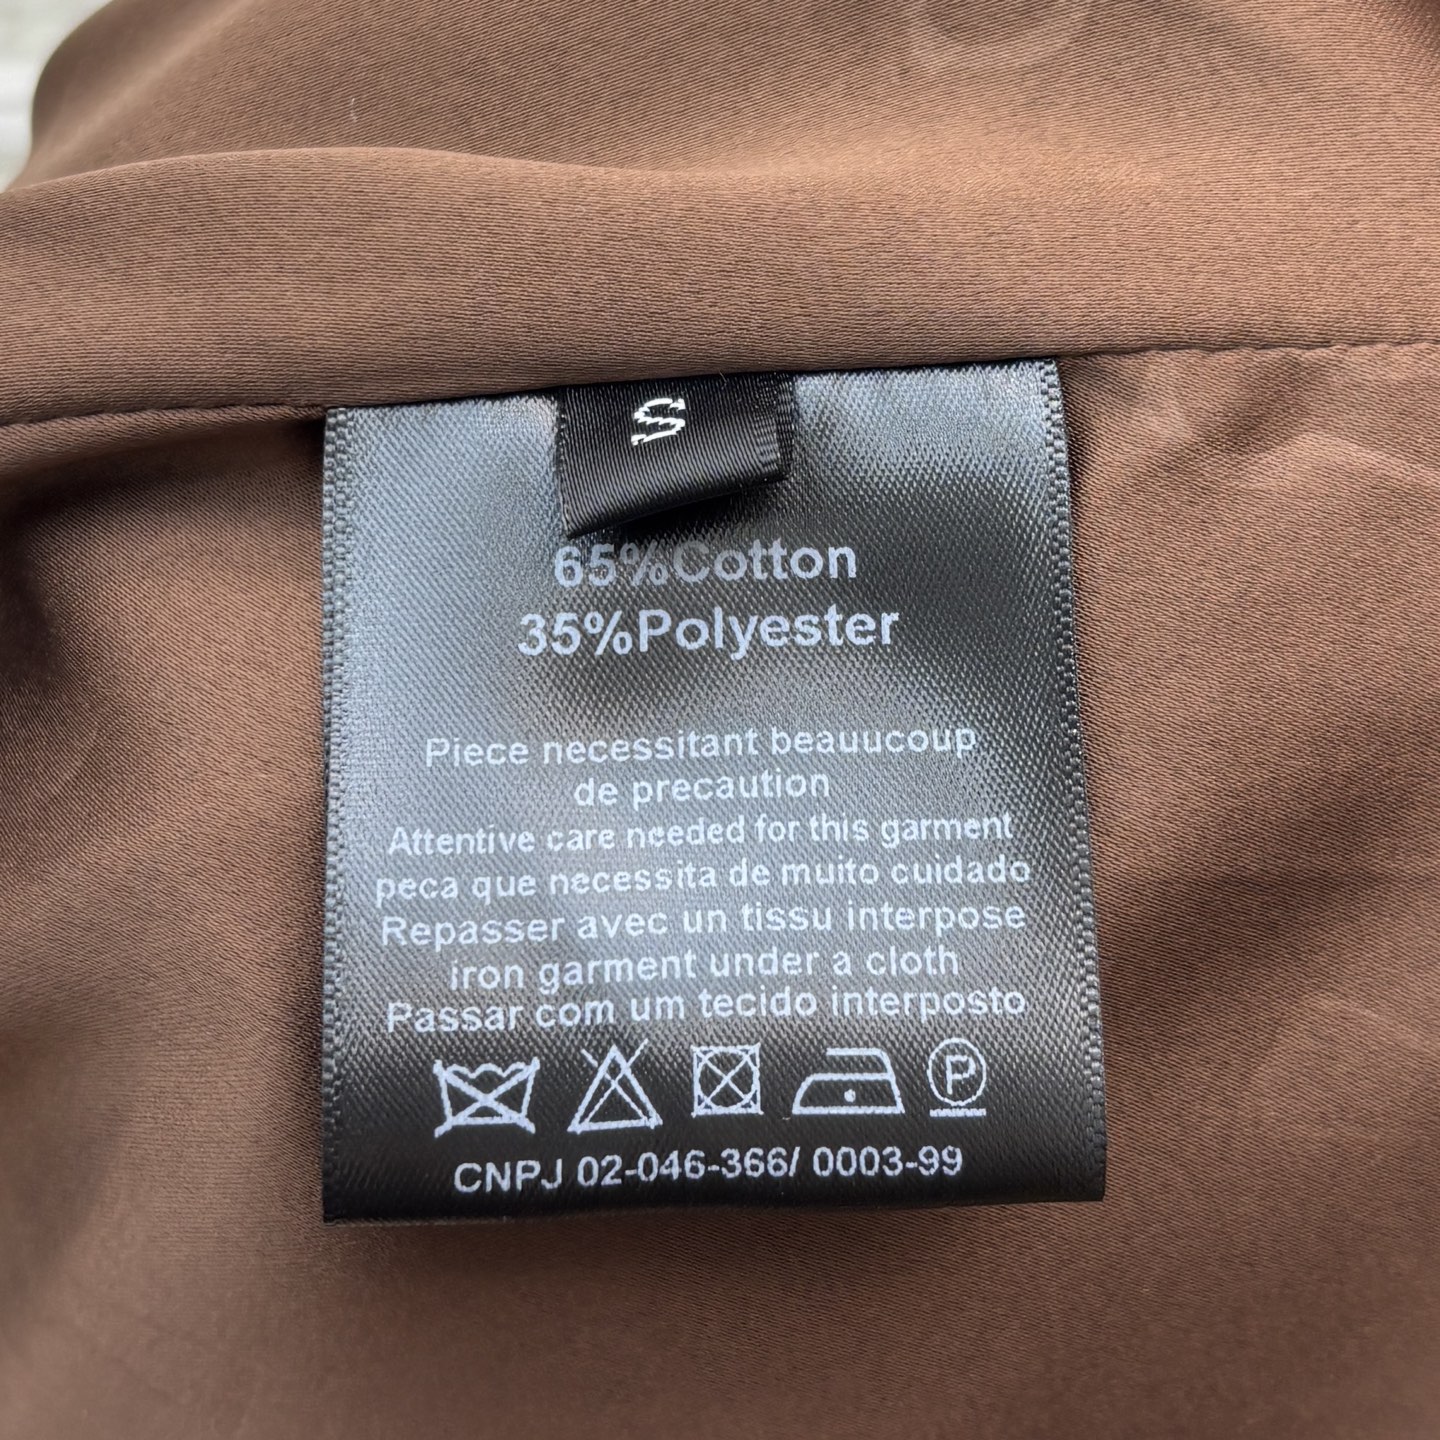 S
65%Cotton
35%Polyester
Piece necessitant beauucoup
de precaution
Attentive care needed for this garment
peca que necessita de muito cuidado
Repasser avec un tissu interpose
iron garment under a cloth
Passar com um tecido interposto
P
CNPJ 02-046-366/ 0003-99